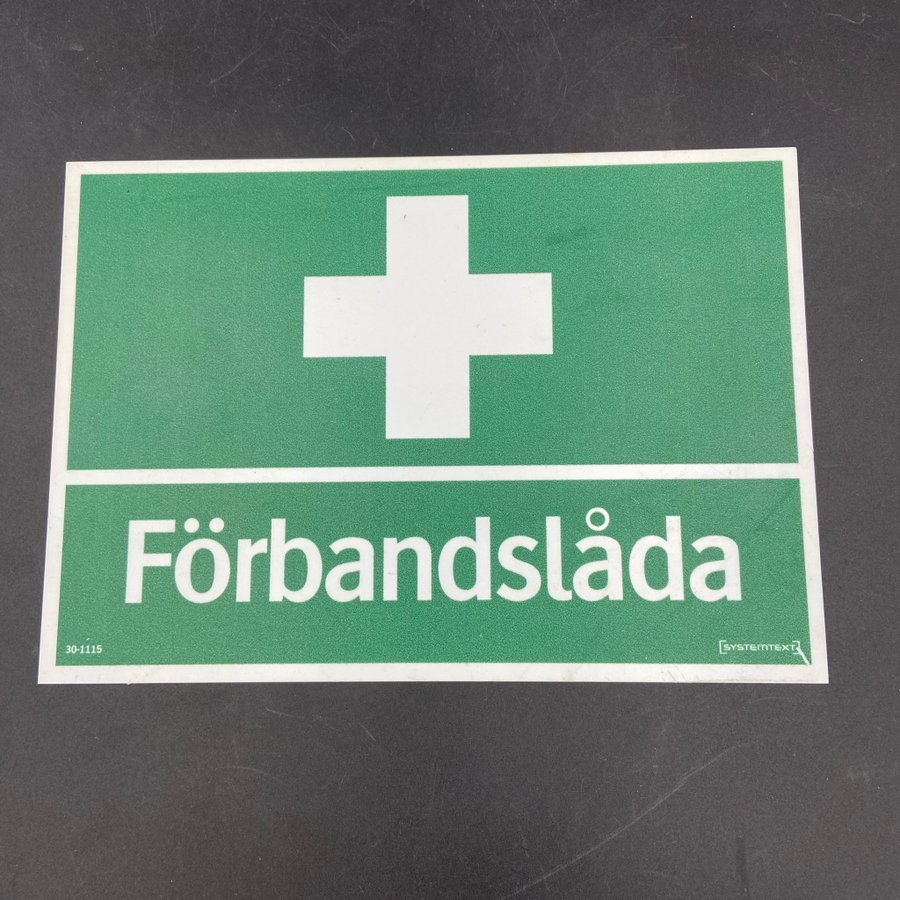 Förbandslåda
30-1115
SYSTEMTEXT